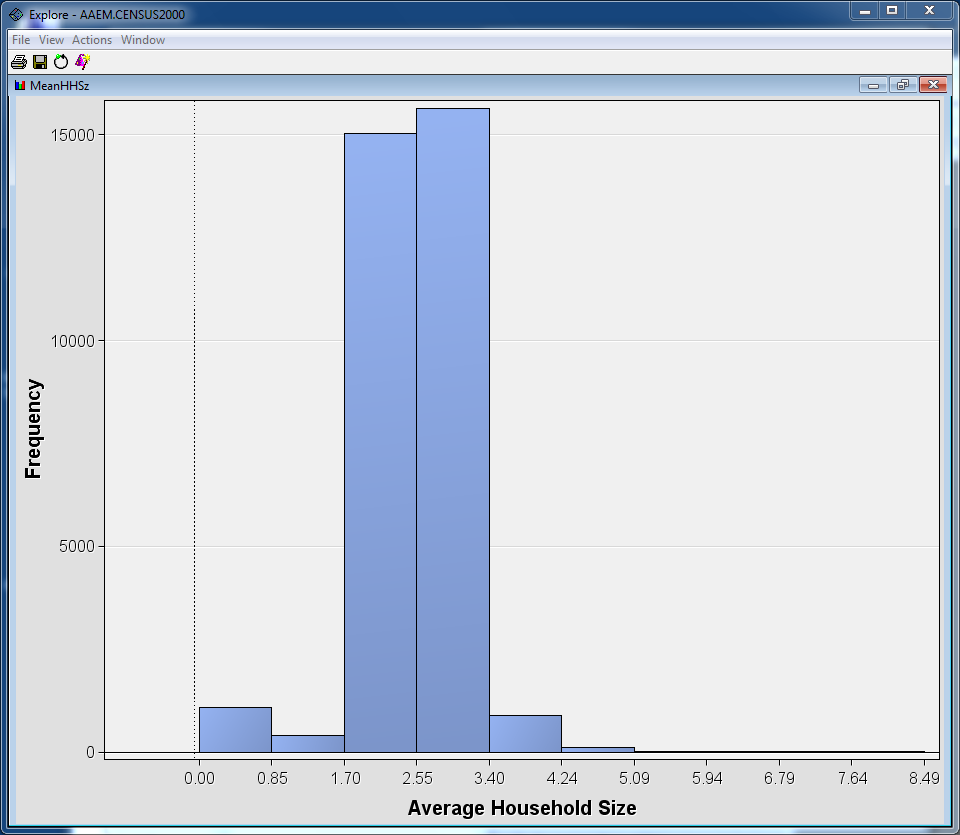 Explore - AAEM.CENSUS2000
File View Actions Window
MeanHHSz
15000
10000
5000
0
Frequency
0.00 0.85 1.70 2.55 3.40 4.24 5.09 5.94 6.79 7.64 8.49
Average Household Size